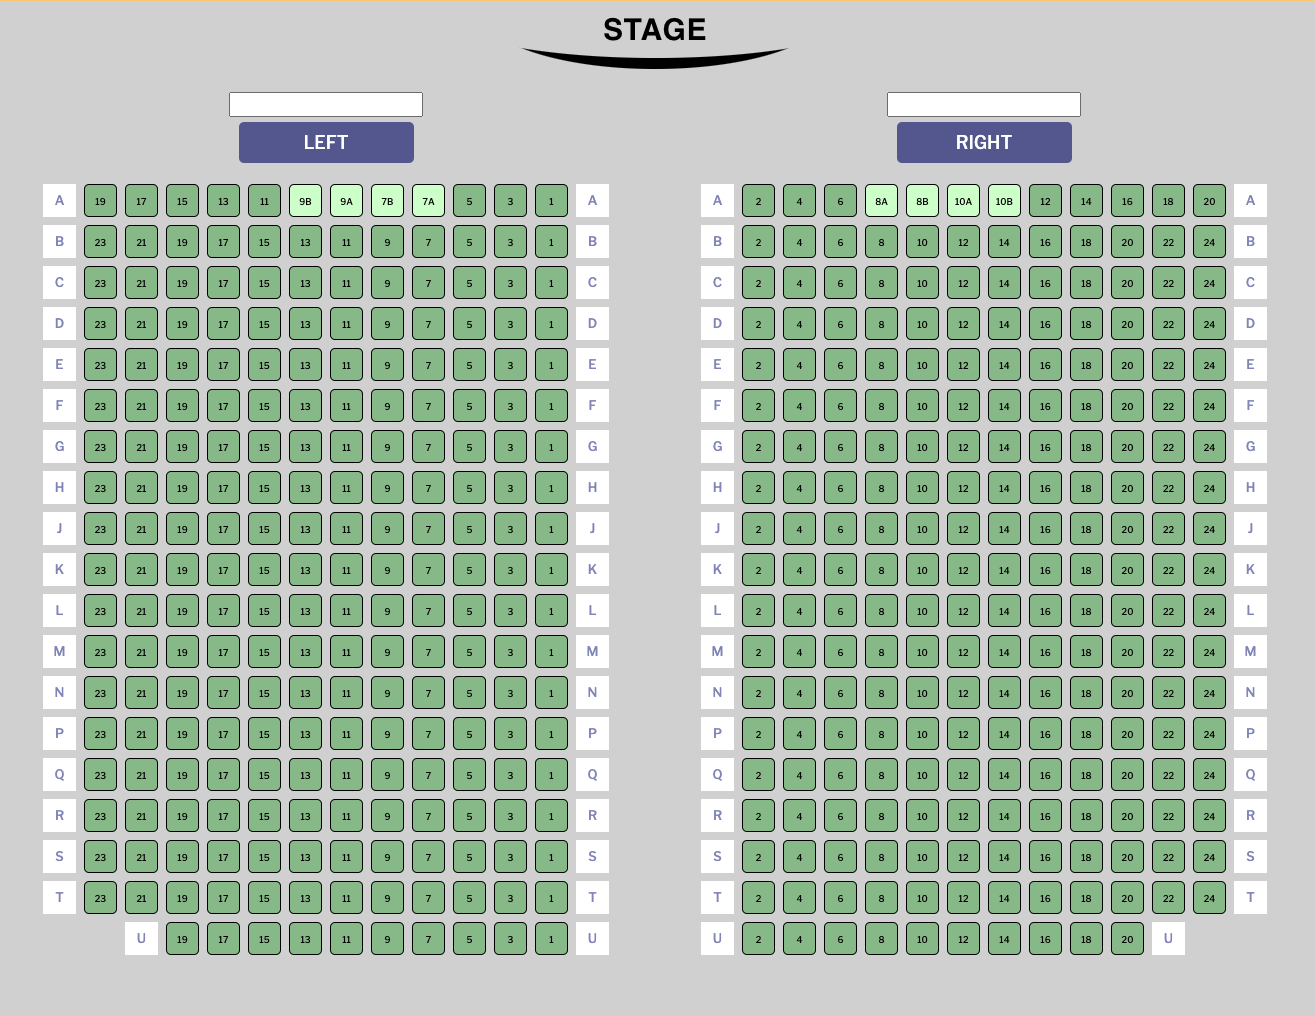 STAGE
LEFT RIGHT
A 19 17 15 13 11 9B 9A 7B 7A 5 3 1 A A 2 4 6 8A 8B 10A 10B 12 14 16 18 20 A
B 23 21 19 17 15 13 11 9 7 5 3 1 B B 2 4 6 8 10 12 14 16 18 20 22 24 B
C 23 21 19 17 15 13 11 9 7 5 3 1 C C 2 4 6 8 10 12 14 16 18 20 22 24 C
D 23 21 19 17 15 13 11 9 7 5 3 1 D D 2 4 6 8 10 12 14 16 18 20 22 24 D
E 23 21 19 17 15 13 11 9 7 5 3 1 E E 2 4 6 8 10 12 14 16 18 20 22 24 E
F 23 21 19 17 15 13 11 9 7 5 3 1 F F 2 4 6 8 10 12 14 16 18 20 22 24 F
G 23 21 19 17 15 13 11 9 7 5 3 1 G G 2 4 6 8 10 12 14 16 18 20 22 24 G
H 23 21 19 17 15 13 11 9 7 5 3 1 H H 2 4 6 8 10 12 14 16 18 20 22 24 H
J 23 21 19 17 15 13 11 9 7 5 3 1 J J 2 4 6 8 10 12 14 16 18 20 22 24 J
K 23 21 19 17 15 13 11 9 7 5 3 1 K K 2 4 6 8 10 12 14 16 18 20 22 24 K
L 23 21 19 17 15 13 11 9 7 5 3 1 L L 2 4 6 8 10 12 14 16 18 20 22 24 L
M 23 21 19 17 15 13 11 9 7 5 3 1 M M 2 4 6 8 10 12 14 16 18 20 22 24 M
N 23 21 19 17 15 13 11 9 7 5 3 1 N N 2 4 6 8 10 12 14 16 18 20 22 24 N
P 23 21 19 17 15 13 11 9 7 5 3 1 P P 2 4 6 8 10 12 14 16 18 20 22 24 P
Q 23 21 19 17 15 13 11 9 7 5 3 1 Q Q 2 4 6 8 10 12 14 16 18 20 22 24 Q
R 23 21 19 17 15 13 11 9 7 5 3 1 R R 2 4 6 8 10 12 14 16 18 20 22 24 R
S 23 21 19 17 15 13 11 9 7 5 3 1 S S 2 4 6 8 10 12 14 16 18 20 22 24 S
T 23 21 19 17 15 13 11 9 7 5 3 1 T T 2 4 6 8 10 12 14 16 18 20 22 24 T
U 19 17 15 13 11 9 7 5 3 1 U U 2 4 6 8 10 12 14 16 18 20 U